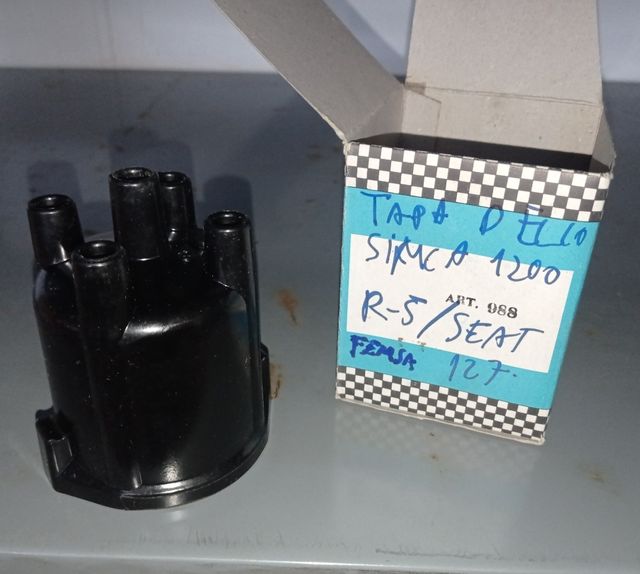 TAPA DELCO
SIMCA 1200
ART. 988
R-5/SEAT
FEMSA 127.